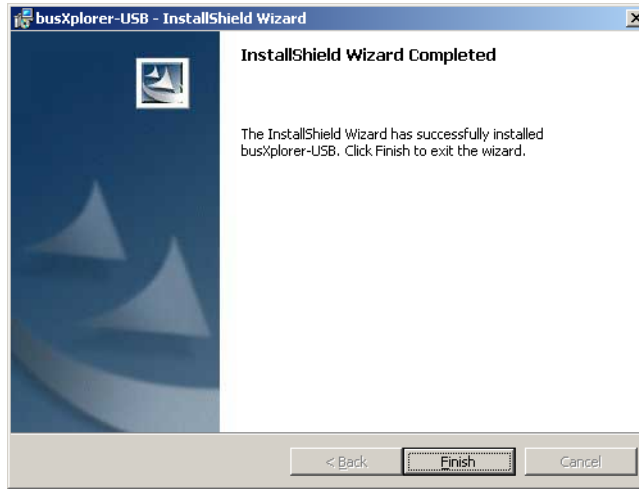 busXplorer-USB - InstallShield Wizard
InstallShield Wizard Completed
The InstallShield Wizard has successfully installed
busXplorer-USB. Click Finish to exit the wizard.
< Back
Finish
Cancel